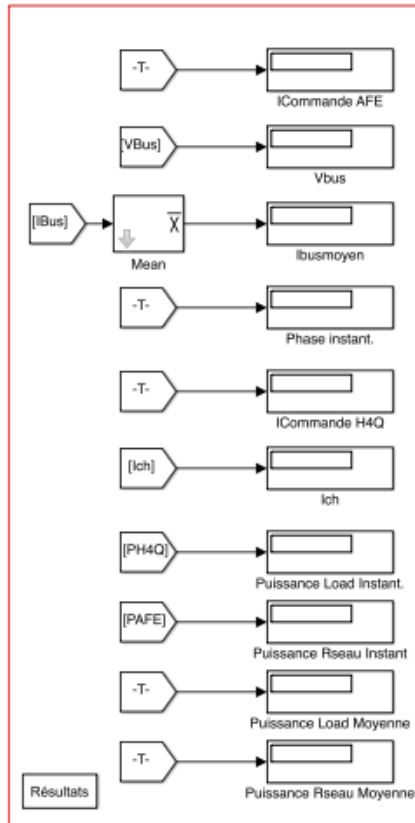 -T-
ICommande AFE
[VBus]
Vbus
[IBus]
X
Mean
Ibusmoyen
-T-
Phase instant.
-T-
ICommande H4Q
[Ich]
Ich
[PH4Q]
Puissance Load Instant.
[PAFE]
Puissance Rseau Instant
-T-
Puissance Load Moyenne
-T-
Résultats
Puissance Rseau Moyenne